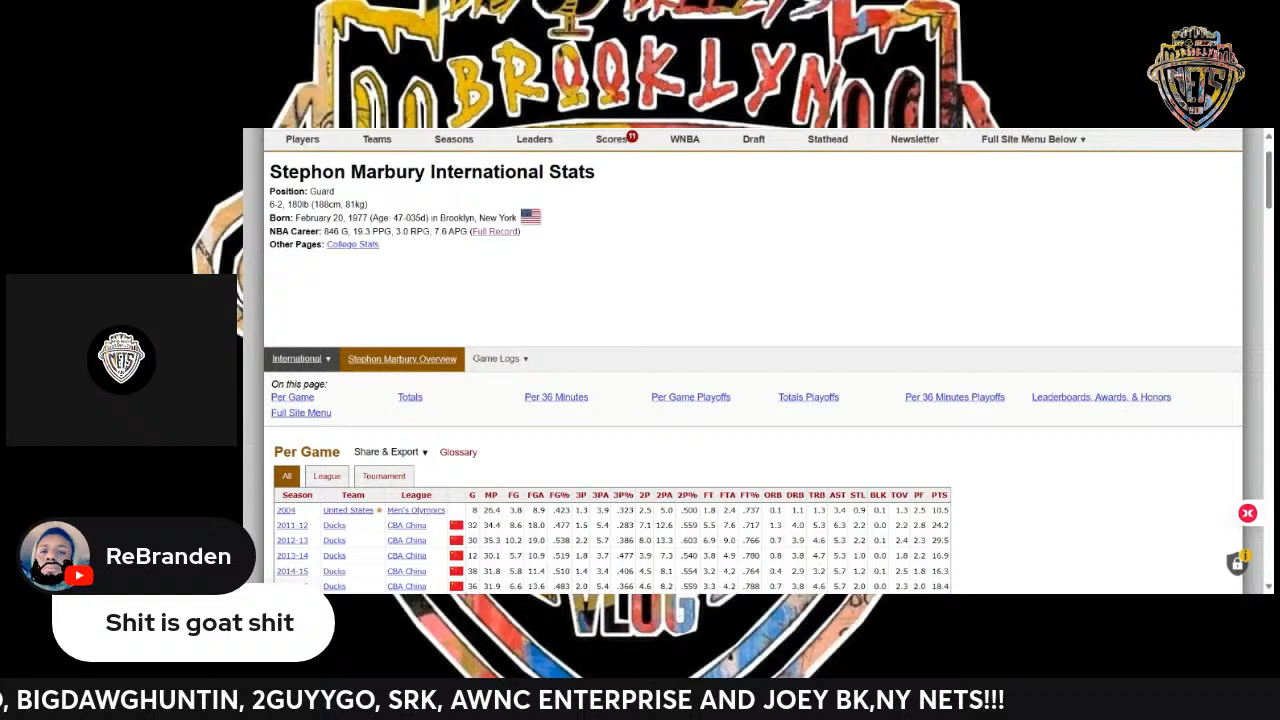 BIG BREEZY'S
BROOKLYN
NETS
Players Teams Seasons Leaders Scores 11 WNBA Draft Stathead Newsletter Full Site Menu Below ▼
Stephon Marbury International Stats
Position: Guard
6-2, 180lb (188cm, 81kg)
Born: February 20, 1977 (Age: 47-035d) in Brooklyn, New York
NBA Career: 846 G, 19.3 PPG, 3.0 RPG, 7.6 APG (Full Record)
Other Pages: College Stats
NETS
International ▼ Stephon Marbury Overview Game Logs ▼
On this page:
Per Game Totals Per 36 Minutes Per Game Playoffs Totals Playoffs Per 36 Minutes Playoffs Leaderboards, Awards, & Honors
Full Site Menu
Per Game Share & Export ▼ Glossary
All League Tournament
Season Team League G MP FG FGA FG% 3P 3PA 3P% 2P 2PA 2P% FT FTA FT% ORB DRB TRB AST STL BLK TOV PF PTS
2004 United States Men's Olympics 8 26.4 3.8 8.9 .423 1.3 3.9 .323 2.5 5.0 .500 1.8 2.4 .737 0.1 1.1 1.3 3.4 0.9 0.1 1.3 2.5 10.5
2011-12 Ducks CBA China 32 34.4 8.6 18.0 .477 1.5 5.4 .283 7.1 12.6 .559 5.5 7.6 .717 1.3 4.0 5.3 6.3 2.2 0.0 2.2 2.8 24.2
2012-13 Ducks CBA China 30 35.3 10.2 19.0 .538 2.2 5.7 .386 8.0 13.3 .603 6.9 9.0 .766 0.7 3.9 4.6 5.3 2.2 0.1 2.4 2.3 29.5
2013-14 Ducks CBA China 12 30.1 5.7 10.9 .519 1.8 3.7 .477 3.9 7.3 .540 3.8 4.9 .780 0.8 3.8 4.7 5.3 1.0 0.0 1.8 2.2 16.9
2014-15 Ducks CBA China 38 31.8 5.8 11.4 .510 1.4 3.4 .406 4.5 8.1 .554 3.2 4.2 .764 0.4 2.9 3.2 5.7 1.2 0.1 2.5 1.8 16.3
Ducks CBA China 36 31.9 6.6 13.6 .483 2.0 5.4 .366 4.6 8.2 .559 3.3 4.2 .788 0.7 3.8 4.6 5.7 2.0 0.0 2.3 2.0 18.4
ReBranden
Shit is goat shit
VLOG
, BIGDAWGHUNTIN, 2GUYYGO, SRK, AWNC ENTERPRISE AND JOEY BK,NY NETS!!!